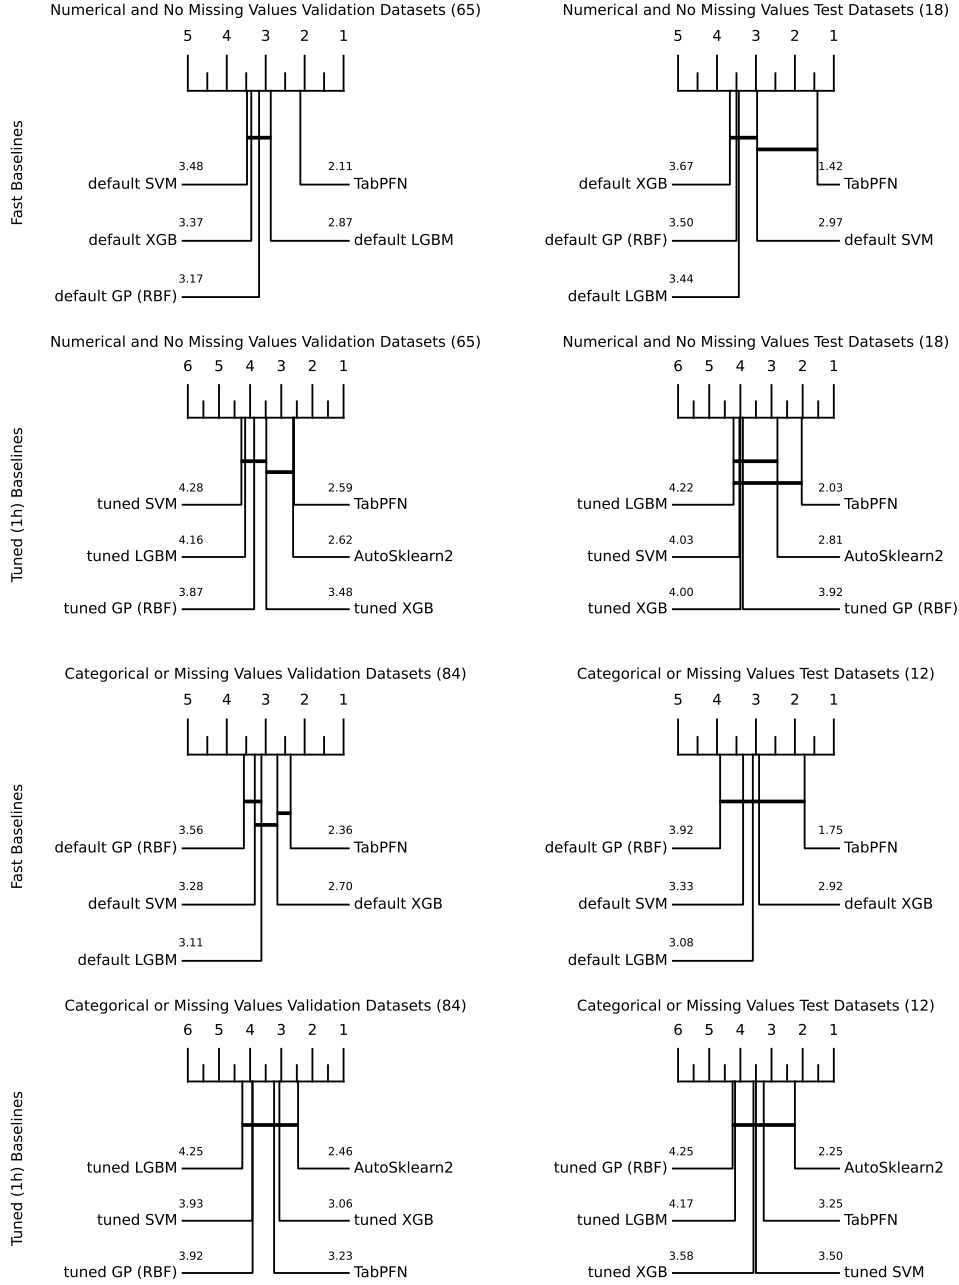 Numerical and No Missing Values Validation Datasets (65)
5 4 3 2 1
Fast Baselines
3.48
default SVM
2.11
TabPFN
3.37
default XGB
2.87
default LGBM
3.17
default GP (RBF)
Numerical and No Missing Values Test Datasets (18)
5 4 3 2 1
3.67
default XGB
1.42
TabPFN
3.50
default GP (RBF)
2.97
default SVM
3.44
default LGBM
Numerical and No Missing Values Validation Datasets (65)
6 5 4 3 2 1
Tuned (1h) Baselines
4.28
tuned SVM
2.59
TabPFN
4.16
tuned LGBM
2.62
AutoSklearn2
3.87
tuned GP (RBF)
3.48
tuned XGB
Numerical and No Missing Values Test Datasets (18)
6 5 4 3 2 1
4.22
tuned LGBM
2.03
TabPFN
4.03
tuned SVM
2.81
AutoSklearn2
4.00
tuned XGB
3.92
tuned GP (RBF)
Categorical or Missing Values Validation Datasets (84)
5 4 3 2 1
Fast Baselines
3.56
default GP (RBF)
2.36
TabPFN
3.28
default SVM
2.70
default XGB
3.11
default LGBM
Categorical or Missing Values Test Datasets (12)
5 4 3 2 1
3.92
default GP (RBF)
1.75
TabPFN
3.33
default SVM
2.92
default XGB
3.08
default LGBM
Categorical or Missing Values Validation Datasets (84)
6 5 4 3 2 1
Tuned (1h) Baselines
4.25
tuned LGBM
2.46
AutoSklearn2
3.93
tuned SVM
3.06
tuned XGB
3.92
tuned GP (RBF)
3.23
TabPFN
Categorical or Missing Values Test Datasets (12)
6 5 4 3 2 1
4.25
tuned GP (RBF)
2.25
AutoSklearn2
4.17
tuned LGBM
3.25
TabPFN
3.58
tuned XGB
3.50
tuned SVM